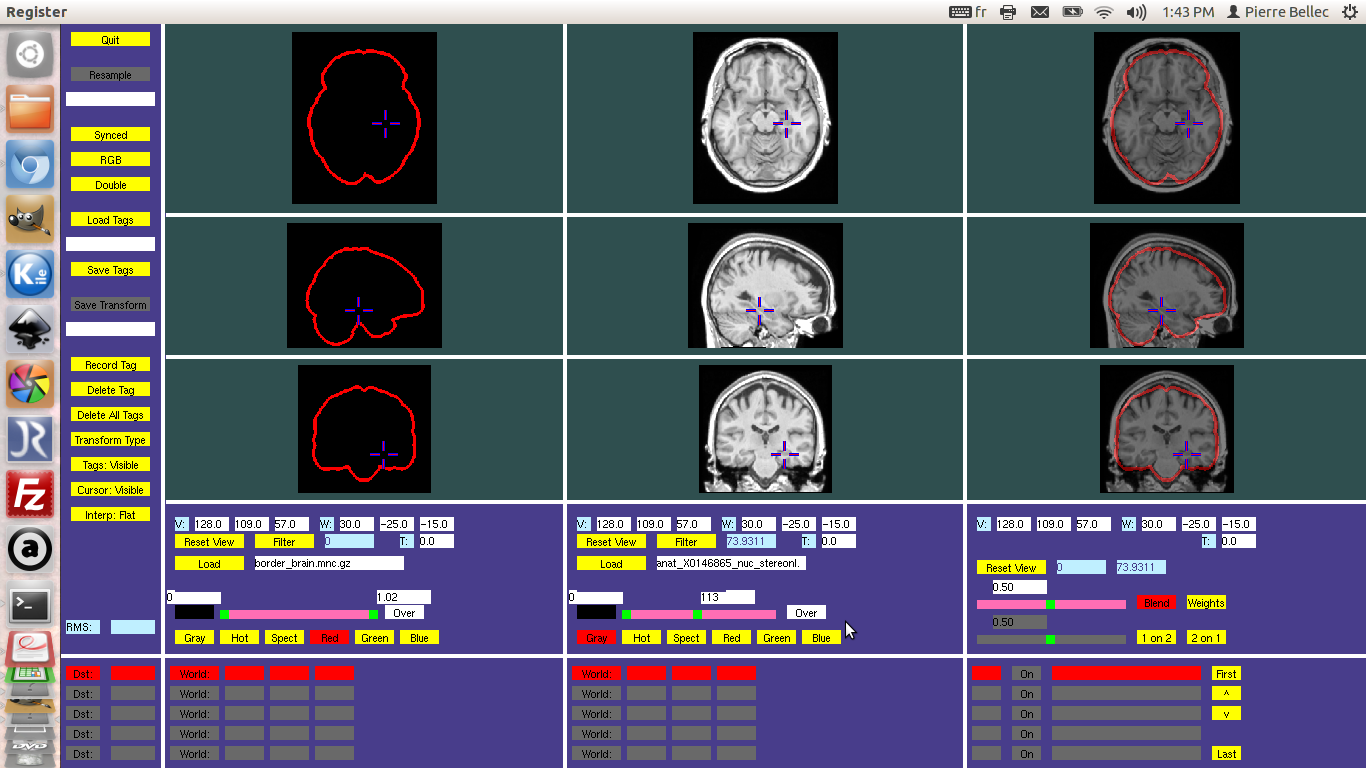 Register fr 1:43 PM Pierre Bellec
Quit
Resample
Synced
RGB
Double
Load Tags
Save Tags
Save Transform
Record Tag
Delete Tag
Delete All Tags
Transform Type
Tags: Visible
Cursor: Visible
Interp: Flat
RMS:
V: 128.0 109.0 57.0 W: 30.0 -25.0 -15.0
Reset View Filter 0 T: 0.0
Load border_brain.mnc.gz
0 1.02
Over
Gray Hot Spect Red Green Blue
V: 128.0 109.0 57.0 W: 30.0 -25.0 -15.0
Reset View Filter 73.9311 T: 0.0
Load anat_X0146865_nuc_stereonl.
0 113
Over
Gray Hot Spect Red Green Blue
V: 128.0 109.0 57.0 W: 30.0 -25.0 -15.0
T: 0.0
Reset View 0 73.9311
0.50
Blend Weights
0.50
1 on 2 2 on 1
Dst: World: World: On First
Dst: World: World: On ^
Dst: World: World: On v
Dst: World: World: On
Dst: World: World: On Last
K ile
JR
Fz
a
>_
DVD